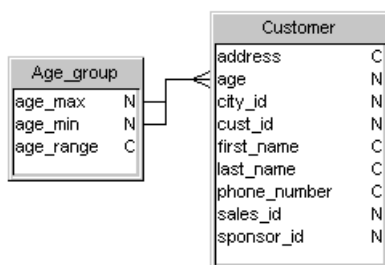 Age_group
age_max N
age_min N
age_range C
Customer
address C
age N
city_id N
cust_id N
first_name C
last_name C
phone_number C
sales_id N
sponsor_id N